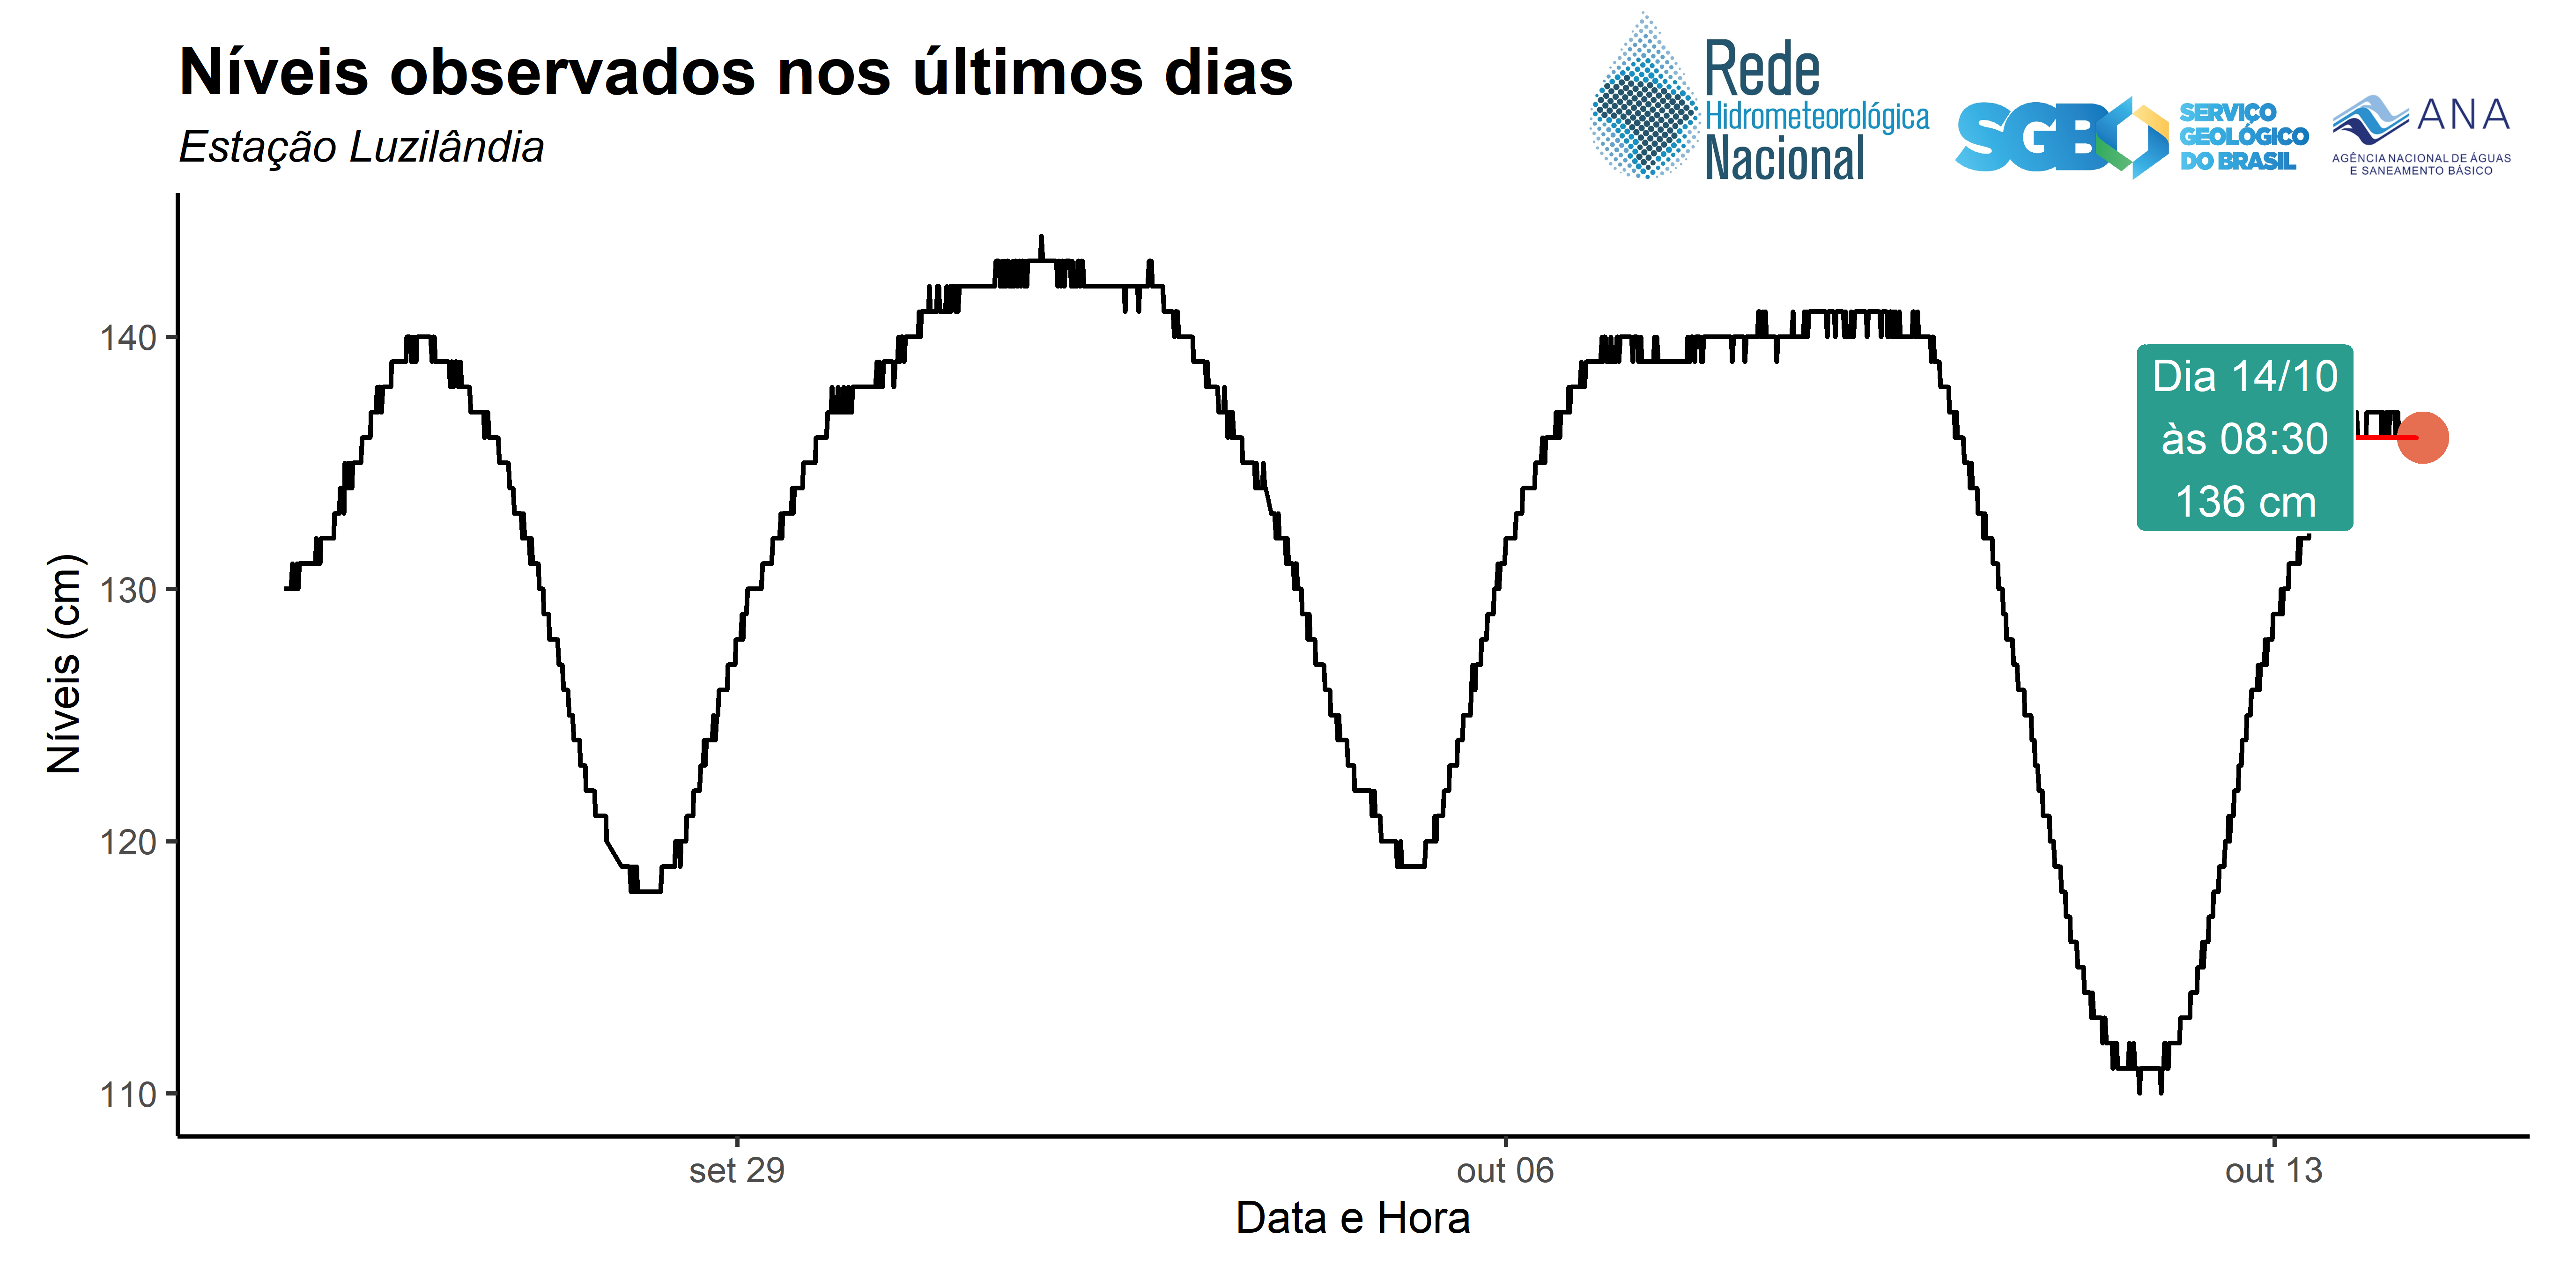 Níveis observados nos últimos dias
Estação Luzilândia
Rede
Hidrometeorológica
Nacional
SGB
SERVIÇO
GEOLÓGICO
DO BRASIL
ANA
AGÊNCIA NACIONAL DE ÁGUAS
E SANEAMENTO BÁSICO
Níveis (cm)
140
130
120
110
Dia 14/10
às 08:30
136 cm
set 29
out 06
out 13
Data e Hora